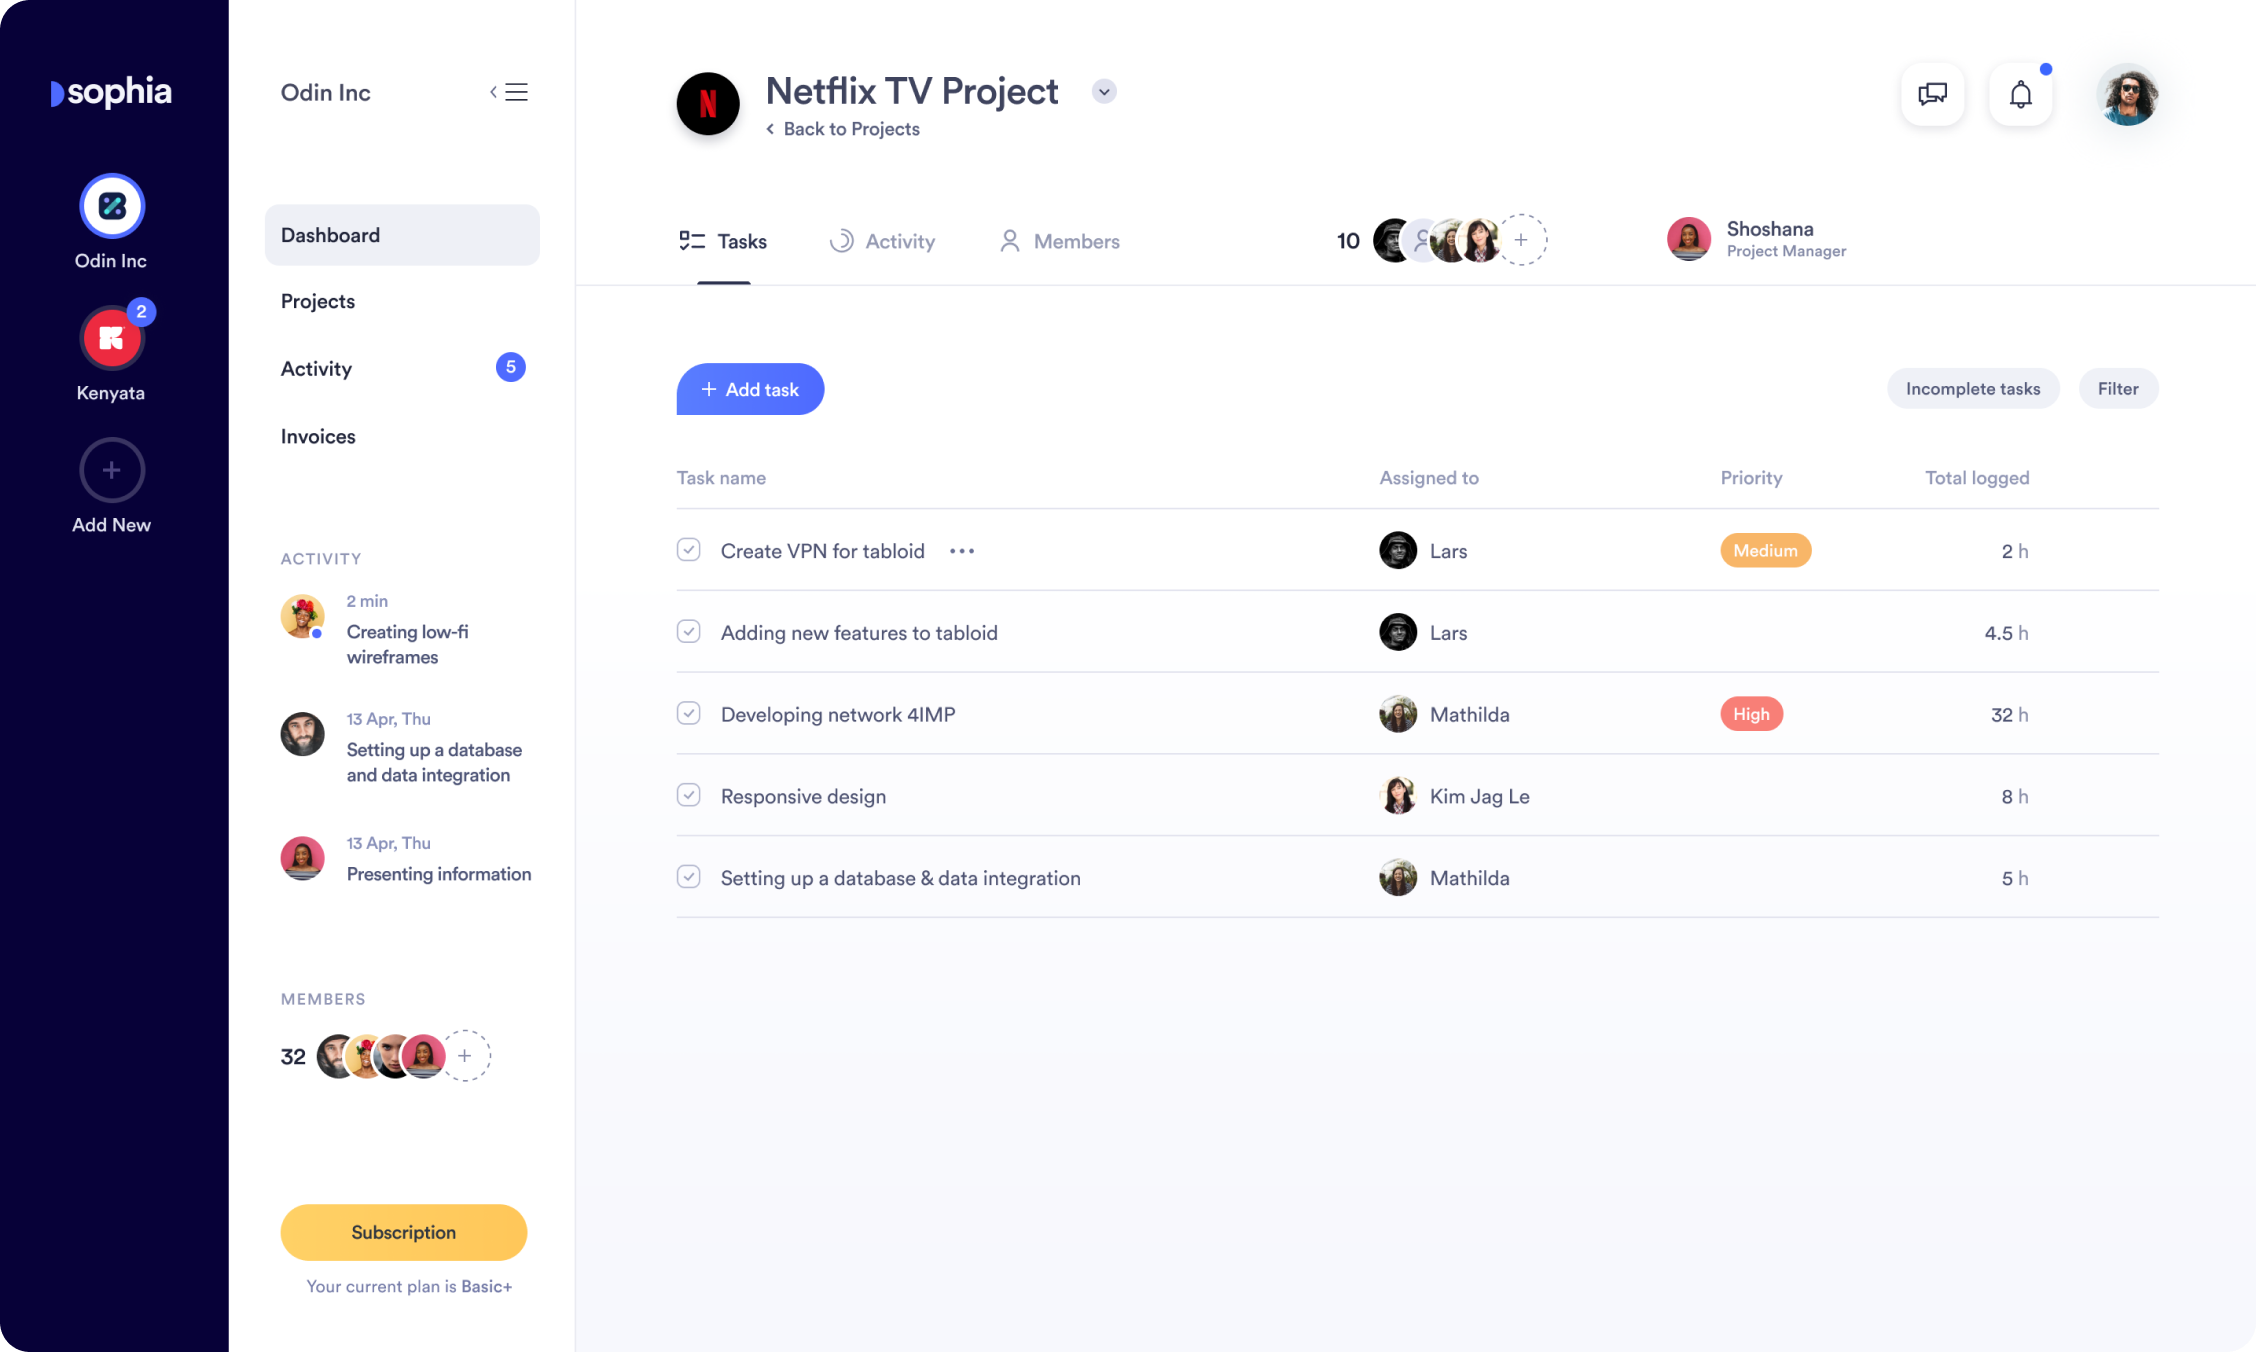 sophia
Odin Inc
Kenyata
2
Add New
Odin Inc
Dashboard
Projects
Activity
5
Invoices
ACTIVITY
2 min
Creating low-fi
wireframes
13 Apr, Thu
Setting up a database
and data integration
13 Apr, Thu
Presenting information
MEMBERS
32
Subscription
Your current plan is Basic+
N
Netflix TV Project
Back to Projects
Tasks
Activity
Members
10
Shoshana
Project Manager
Add task
Incomplete tasks
Filter
Task name Assigned to Priority Total logged
Create VPN for tabloid Lars Medium 2 h
Adding new features to tabloid Lars 4.5 h
Developing network 4IMP Mathilda High 32 h
Responsive design Kim Jag Le 8 h
Setting up a database & data integration Mathilda 5 h